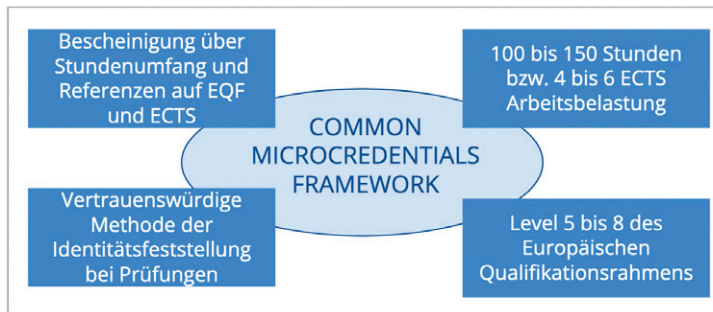 Bescheinigung über
Stundenumfang und
Referenzen auf EQF
und ECTS
100 bis 150 Stunden
bzw. 4 bis 6 ECTS
Arbeitsbelastung
COMMON
MICROCREDENTIALS
FRAMEWORK
Vertrauenswürdige
Methode der
Identitätsfeststellung
bei Prüfungen
Level 5 bis 8 des
Europäischen
Qualifikationsrahmens